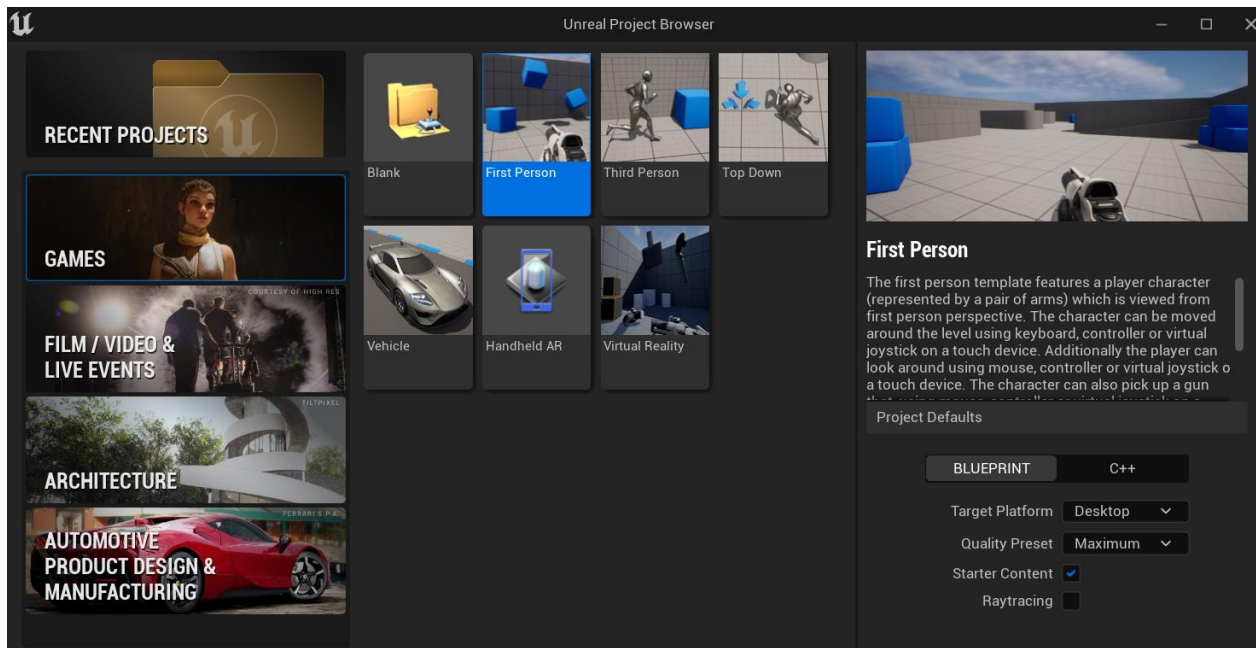 Unreal Project Browser
RECENT PROJECTS
GAMES
COURTESY OF HIGH RES
FILM / VIDEO &
LIVE EVENTS
TILTPIXEL
ARCHITECTURE
FERRARI S.P.A.
AUTOMOTIVE
PRODUCT DESIGN &
MANUFACTURING
Blank
First Person
Third Person
Top Down
Vehicle
Handheld AR
Virtual Reality
First Person
The first person template features a player character
(represented by a pair of arms) which is viewed from
first person perspective. The character can be moved
around the level using keyboard, controller or virtual
joystick on a touch device. Additionally the player can
look around using mouse, controller or virtual joystick o
a touch device. The character can also pick up a gun
Project Defaults
BLUEPRINT
C++
Target Platform Desktop
Quality Preset Maximum
Starter Content
Raytracing